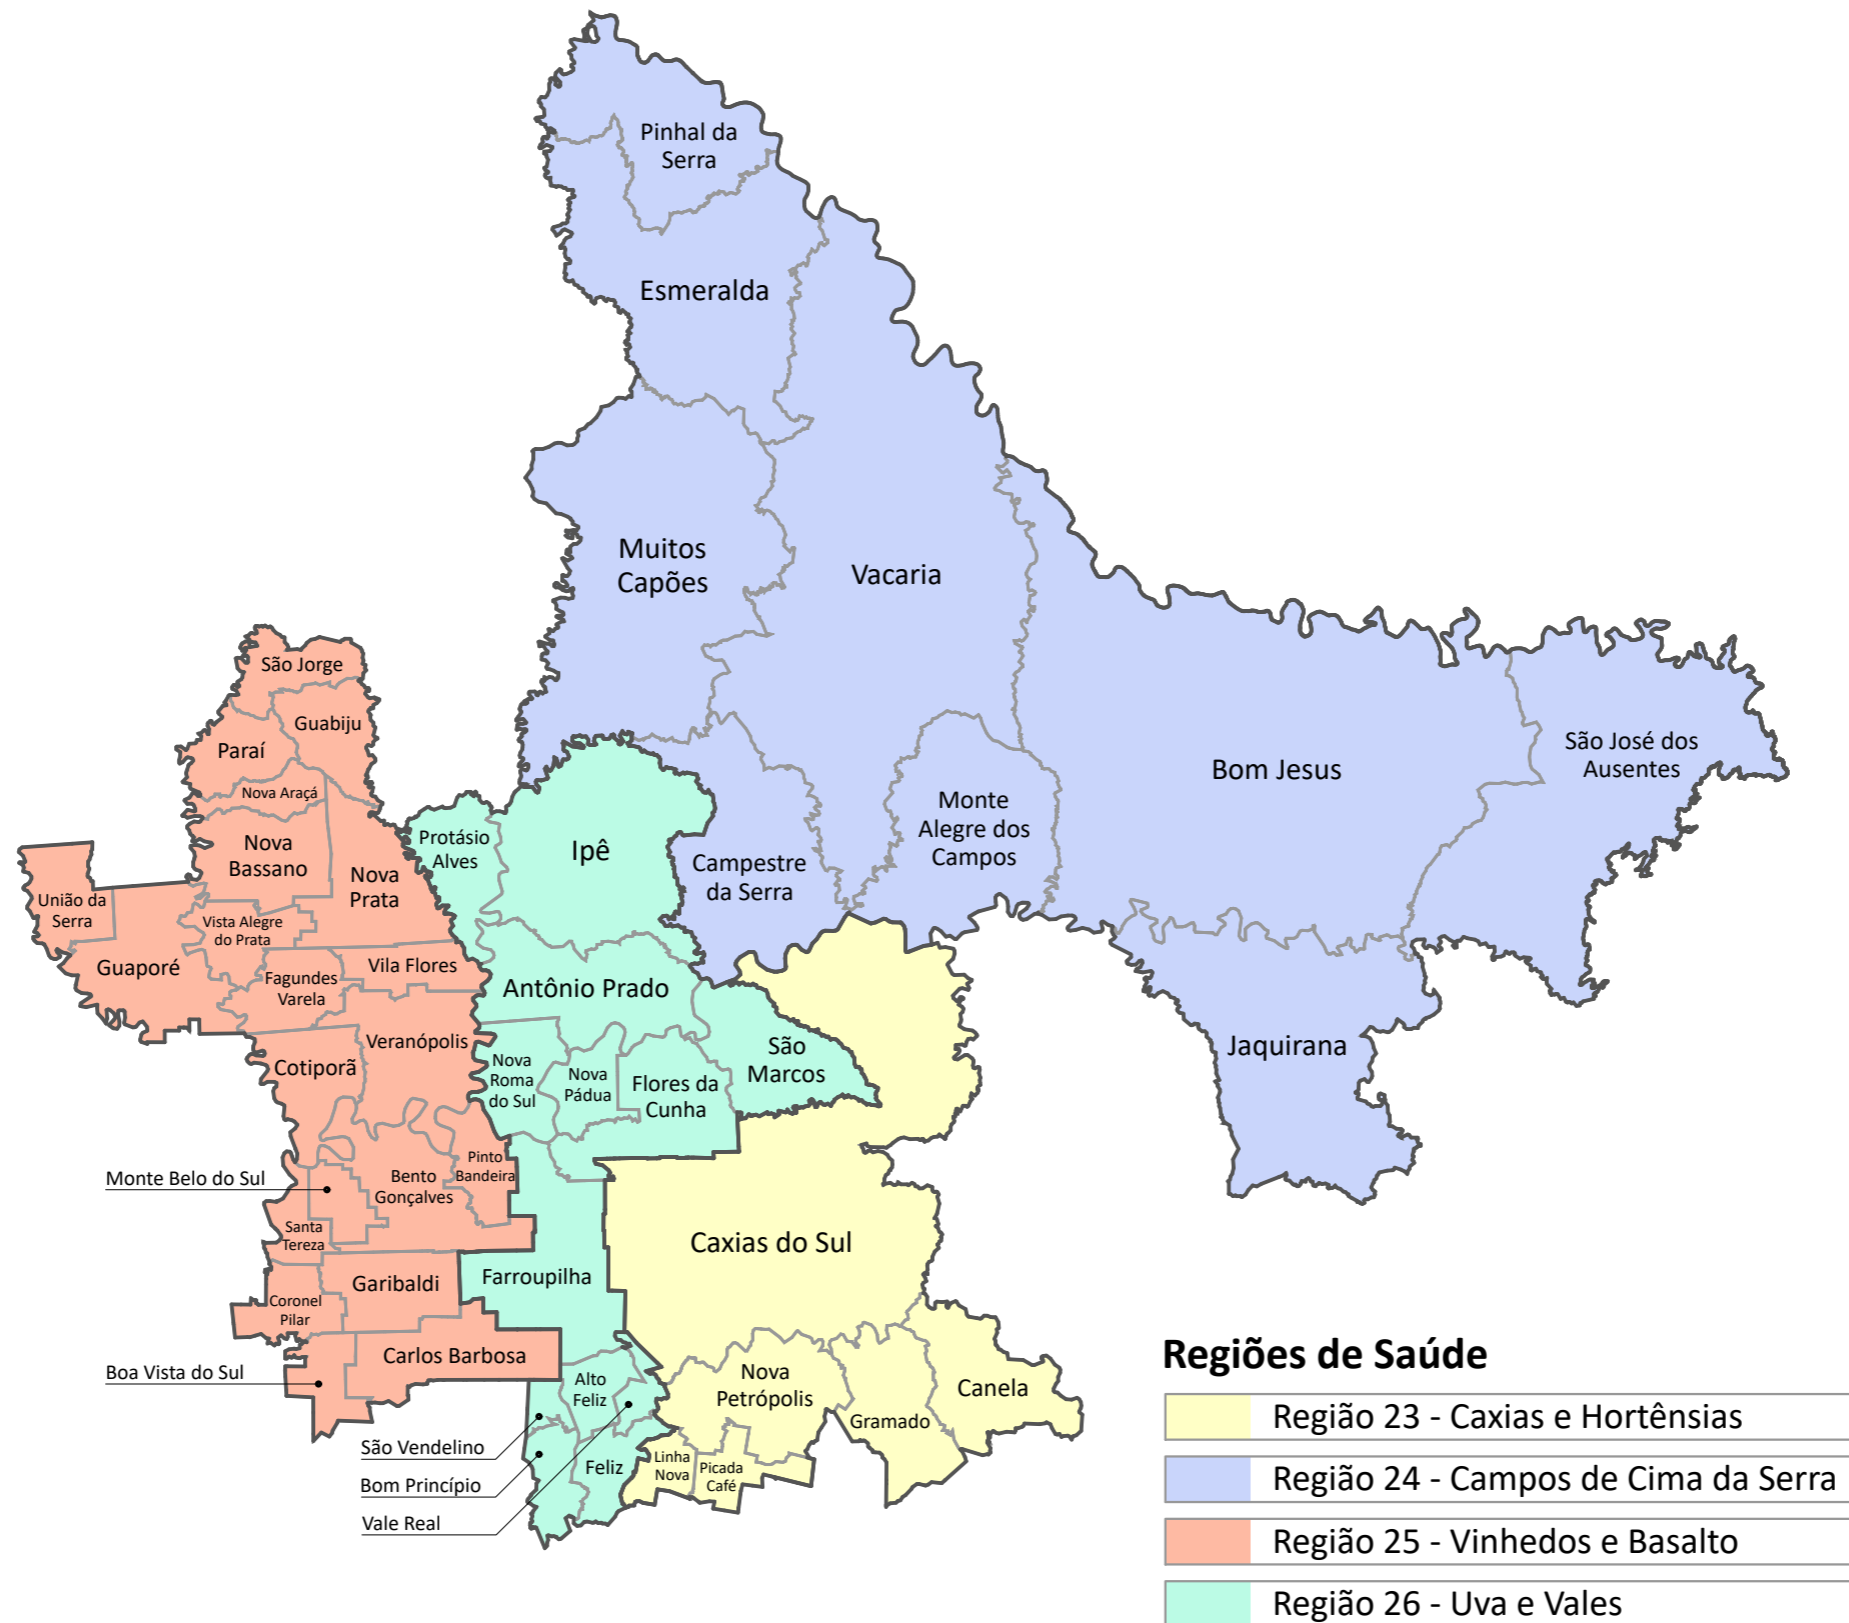 Pinhal da
Serra
Esmeralda
Muitos
Capões
Vacaria
São Jorge
Guabiju
Paraí
Nova Araçá
Nova
Bassano
Nova
Prata
União da
Serra
Vista Alegre
do Prata
Guaporé
Fagundes
Varela
Vila Flores
Veranópolis
Cotiporã
Protásio
Alves
Ipê
Campestre
da Serra
Monte
Alegre dos
Campos
Bom Jesus
São José dos
Ausentes
Jaquirana
Antônio Prado
Nova
Roma
do Sul
Nova
Pádua
Flores da
Cunha
São
Marcos
Monte Belo do Sul
Bento
Gonçalves
Pinto
Bandeira
Santa
Tereza
Coronel
Pilar
Garibaldi
Farroupilha
Caxias do Sul
Boa Vista do Sul
Carlos Barbosa
Alto
Feliz
São Vendelino
Bom Princípio
Vale Real
Feliz
Nova
Petrópolis
Linha
Nova
Picada
Café
Gramado
Canela
Regiões de Saúde
Região 23 - Caxias e Hortênsias
Região 24 - Campos de Cima da Serra
Região 25 - Vinhedos e Basalto
Região 26 - Uva e Vales